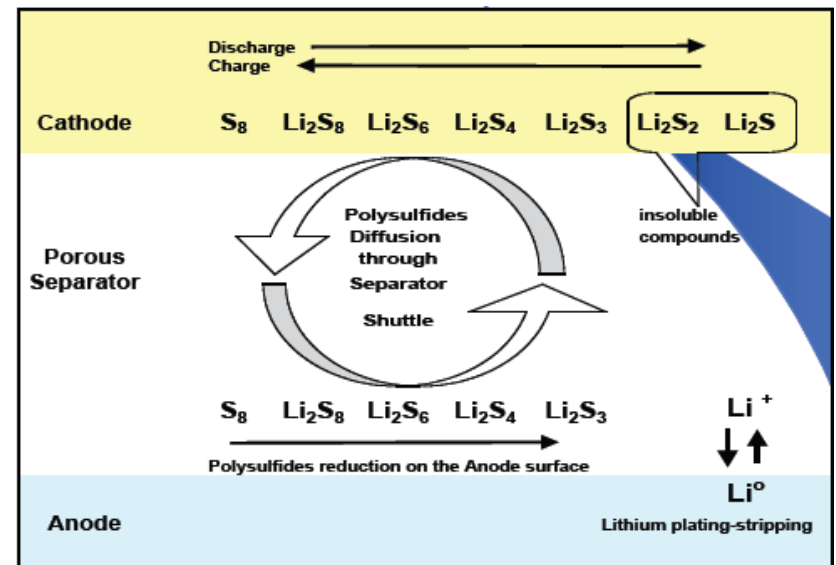 Discharge
Charge
Cathode S₈ Li₂S₈ Li₂S₆ Li₂S₄ Li₂S₃ Li₂S₂ Li₂S
Polysulfides
Diffusion
through
Separator
Shuttle
insoluble
compounds
Porous
Separator
S₈ Li₂S₈ Li₂S₆ Li₂S₄ Li₂S₃
Polysulfides reduction on the Anode surface
Li⁺
Li⁰
Anode
Lithium plating-stripping